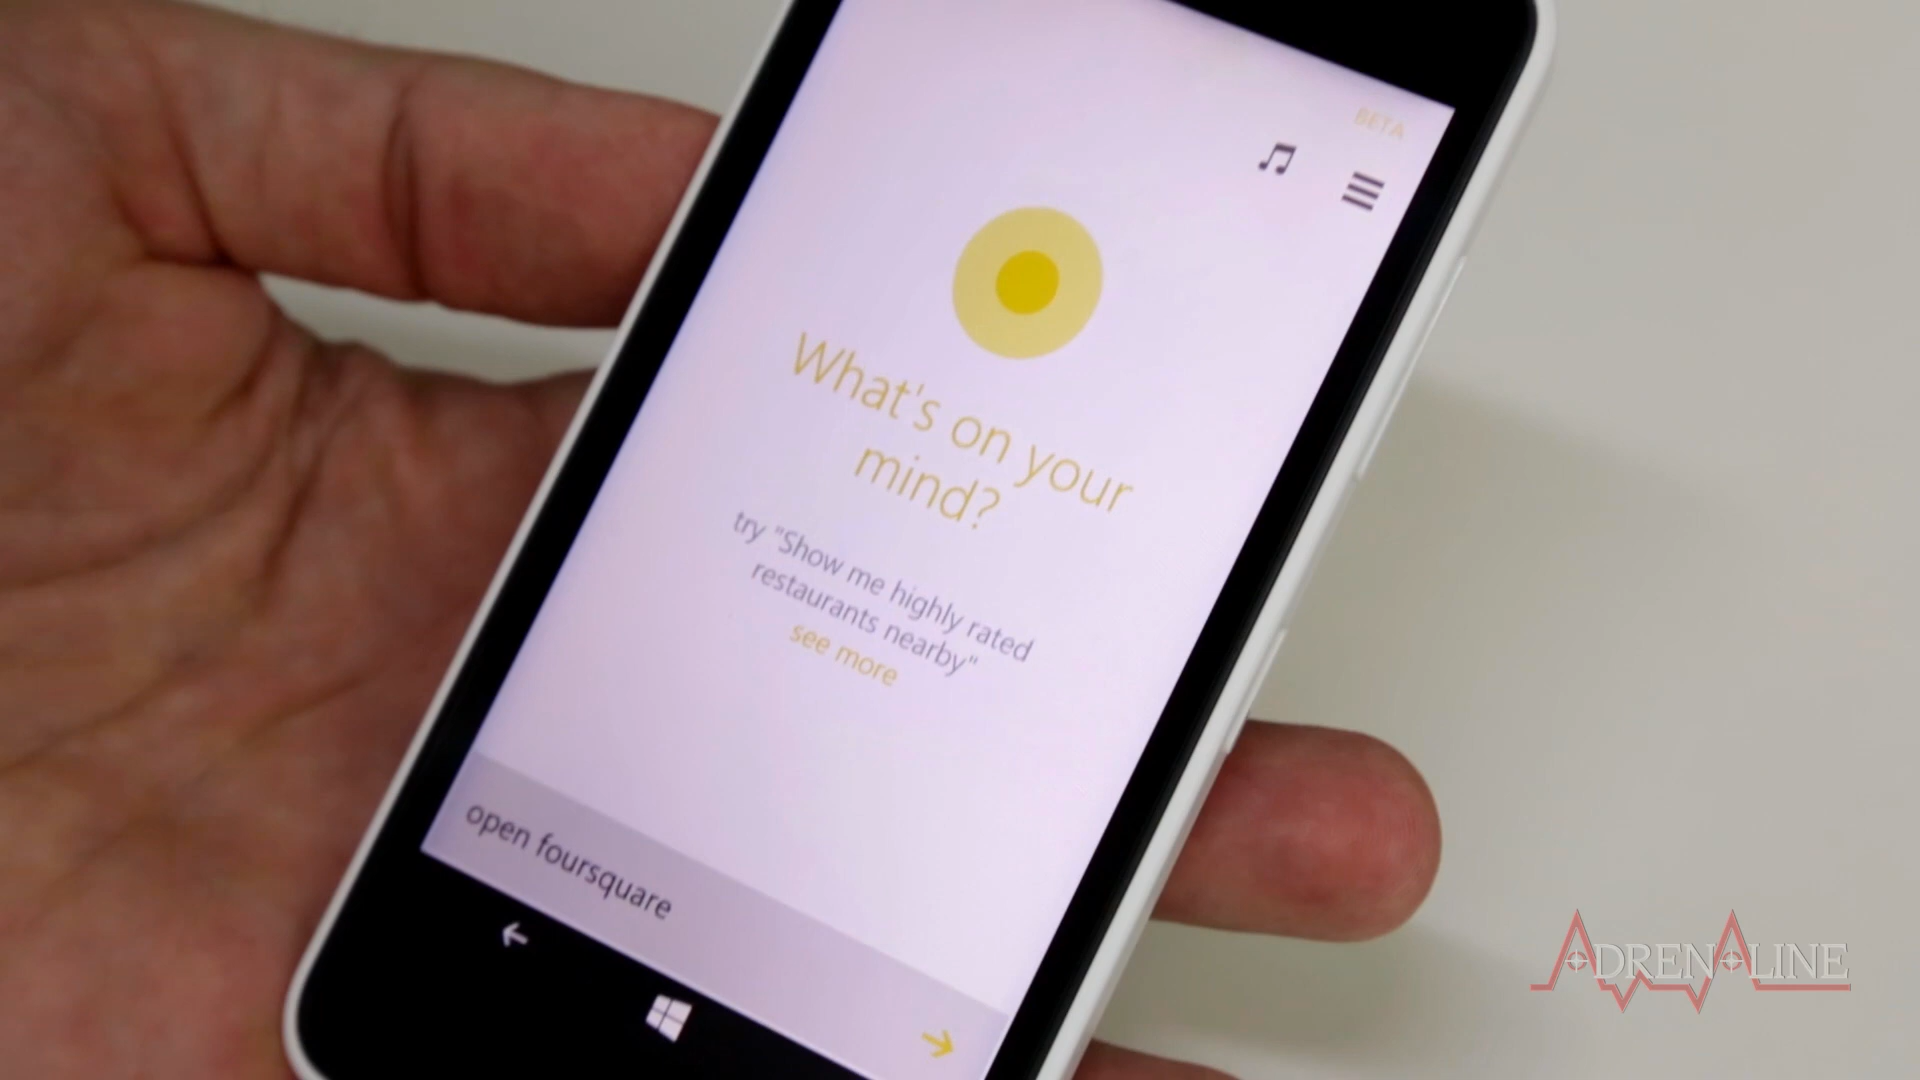 BETA
What's on your
mind?
try "Show me highly rated
restaurants nearby"
see more
open foursquare
ADRENALINE